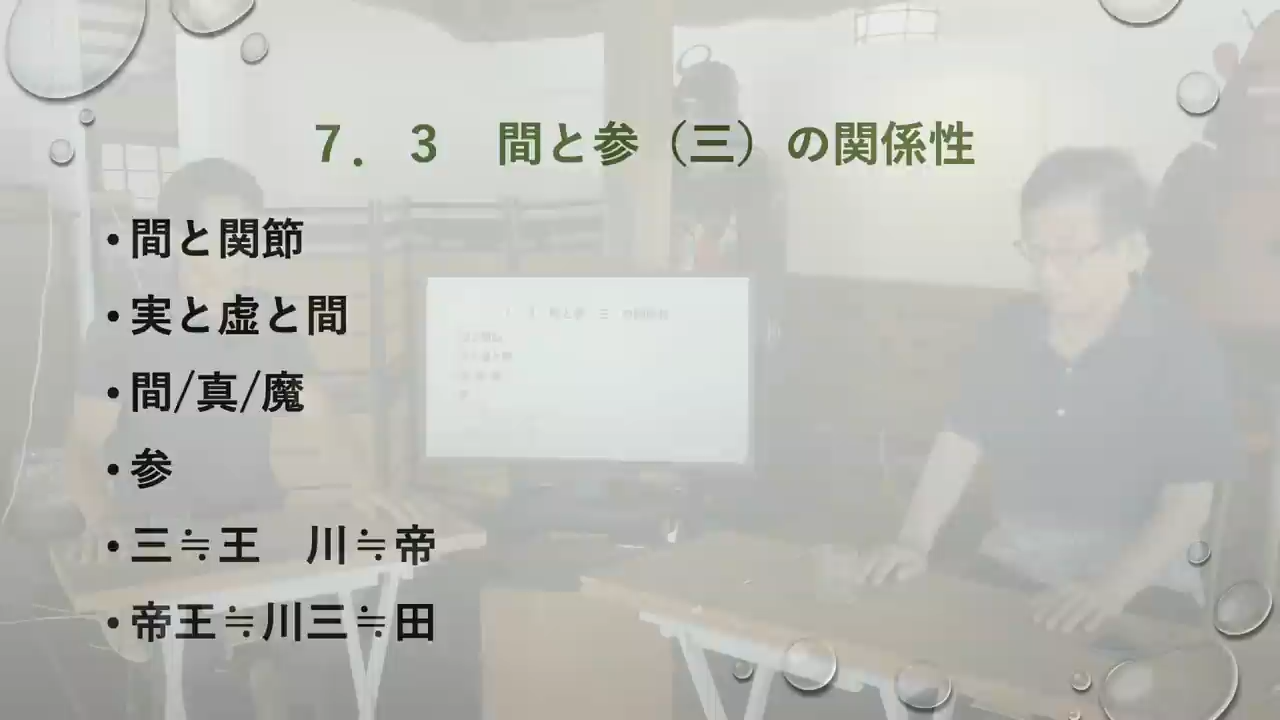 ７．３　間と参（三）の関係性
・間と関節
・実と虚と間
・間/真/魔
・参
・三≒王　川≒帝
・帝王≒川三≒田